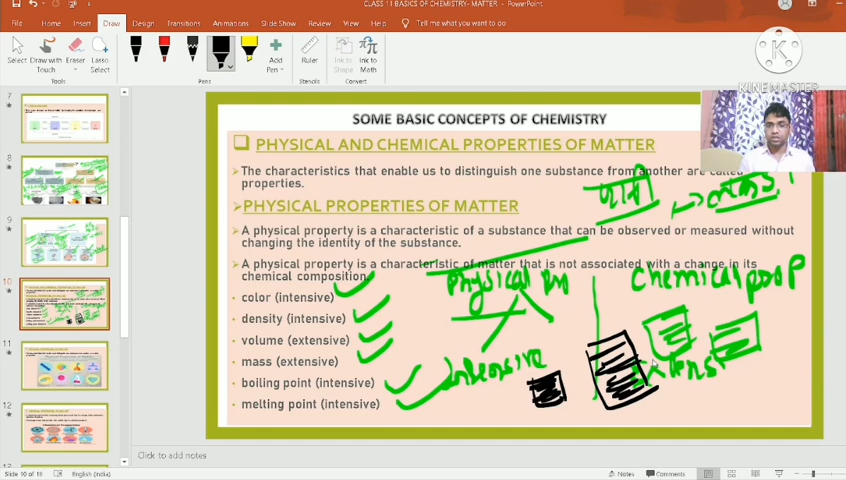 CLASS 11 BASICS OF CHEMISTRY- MATTER - PowerPoint
File Home Insert Draw Design Transitions Animations Slide Show Review View Help Tell me what you want to do
Select Draw with Touch Eraser Lasso Select Add Pen Ruler Ink to Shape Ink to Math
Tools Pens Stencils Convert
KINEMASTER
7
8
9
10
11
12
SOME BASIC CONCEPTS OF CHEMISTRY
PHYSICAL AND CHEMICAL PROPERTIES OF MATTER
The characteristics that enable us to distinguish one substance from another are called
properties.
PHYSICAL PROPERTIES OF MATTER
A physical property is a characteristic of a substance that can be observed or measured without
changing the identity of the substance.
A physical property is a characteristic of matter that is not associated with a change in its
chemical composition.
Physical
Chemical prop
color (intensive)
density (intensive)
volume (extensive)
mass (extensive)
Intensive
boiling point (intensive)
melting point (intensive)
Click to add notes
Slide 10 of 18 English (India) Notes Comments